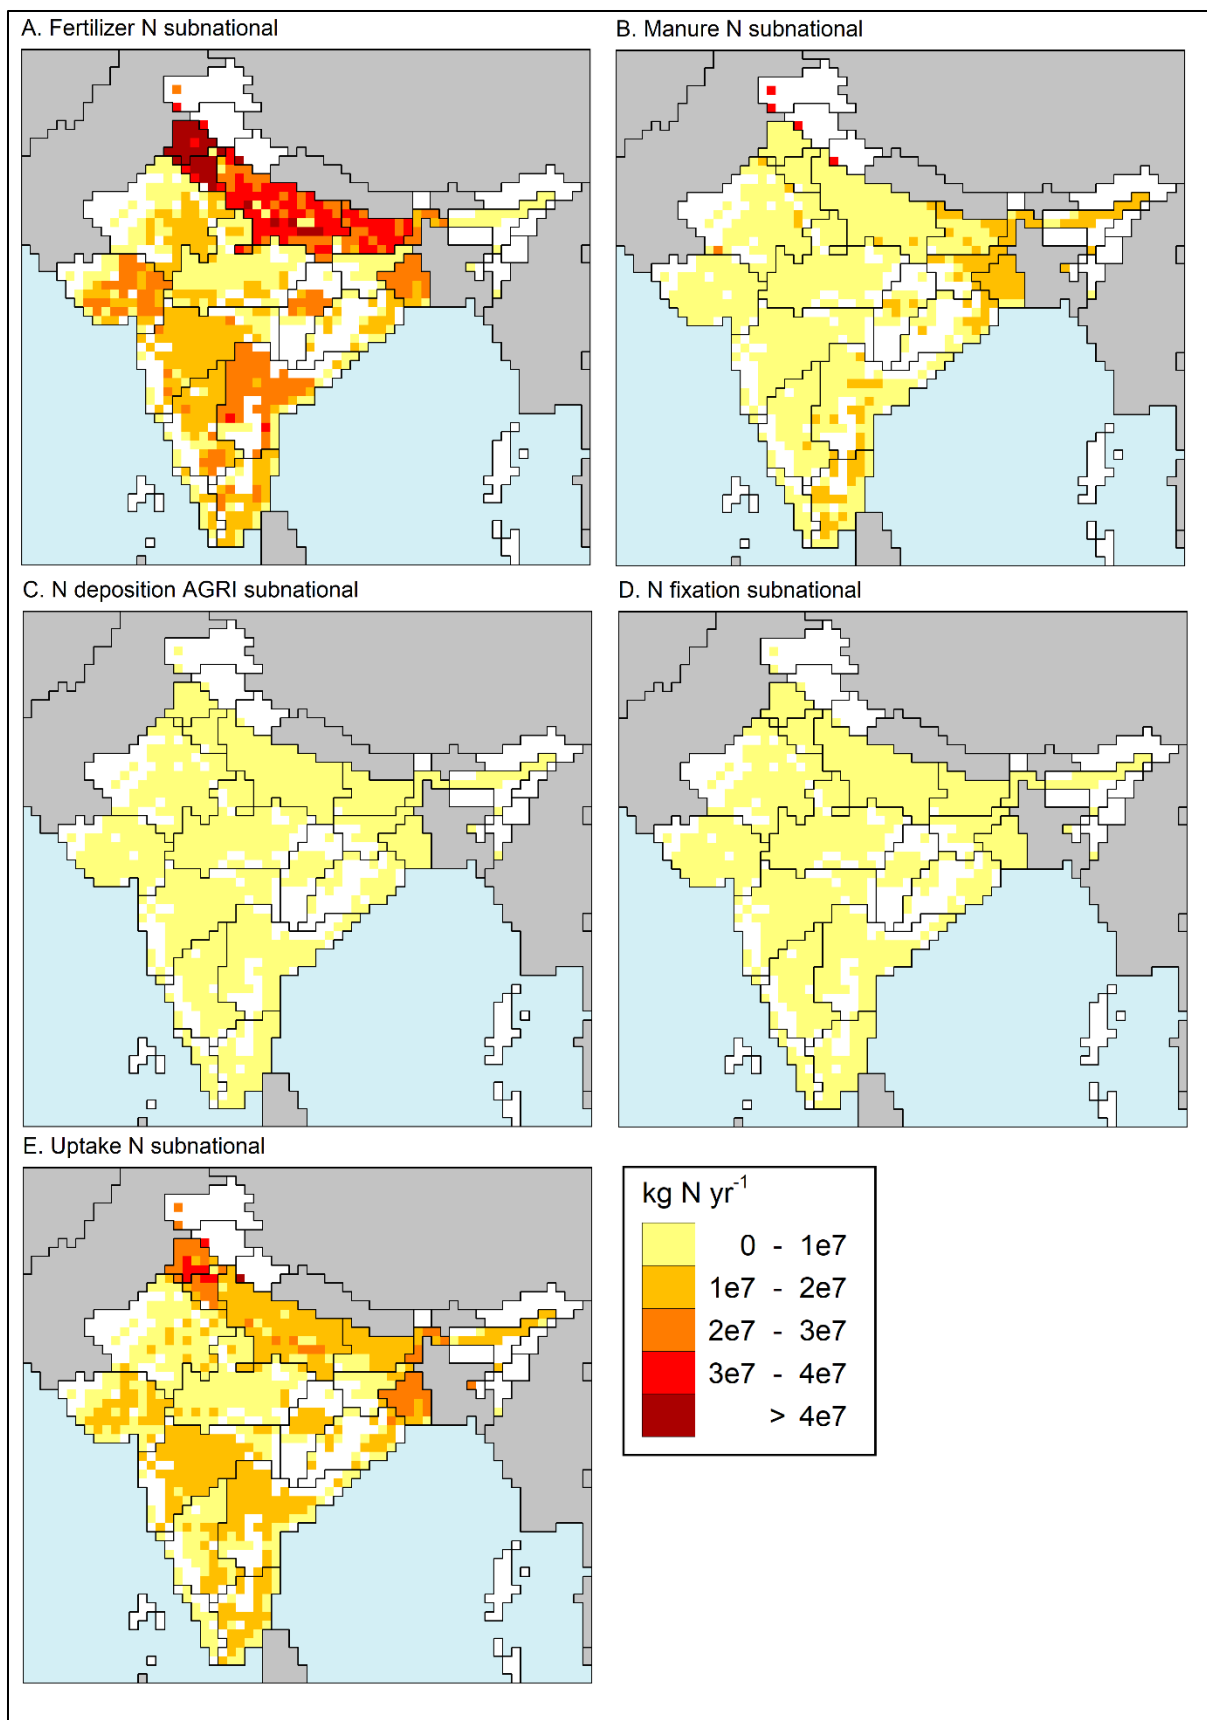 A. Fertilizer N subnational
B. Manure N subnational
C. N deposition AGRI subnational
D. N fixation subnational
E. Uptake N subnational
kg N yr-1
0 - 1e7
1e7 - 2e7
2e7 - 3e7
3e7 - 4e7
> 4e7